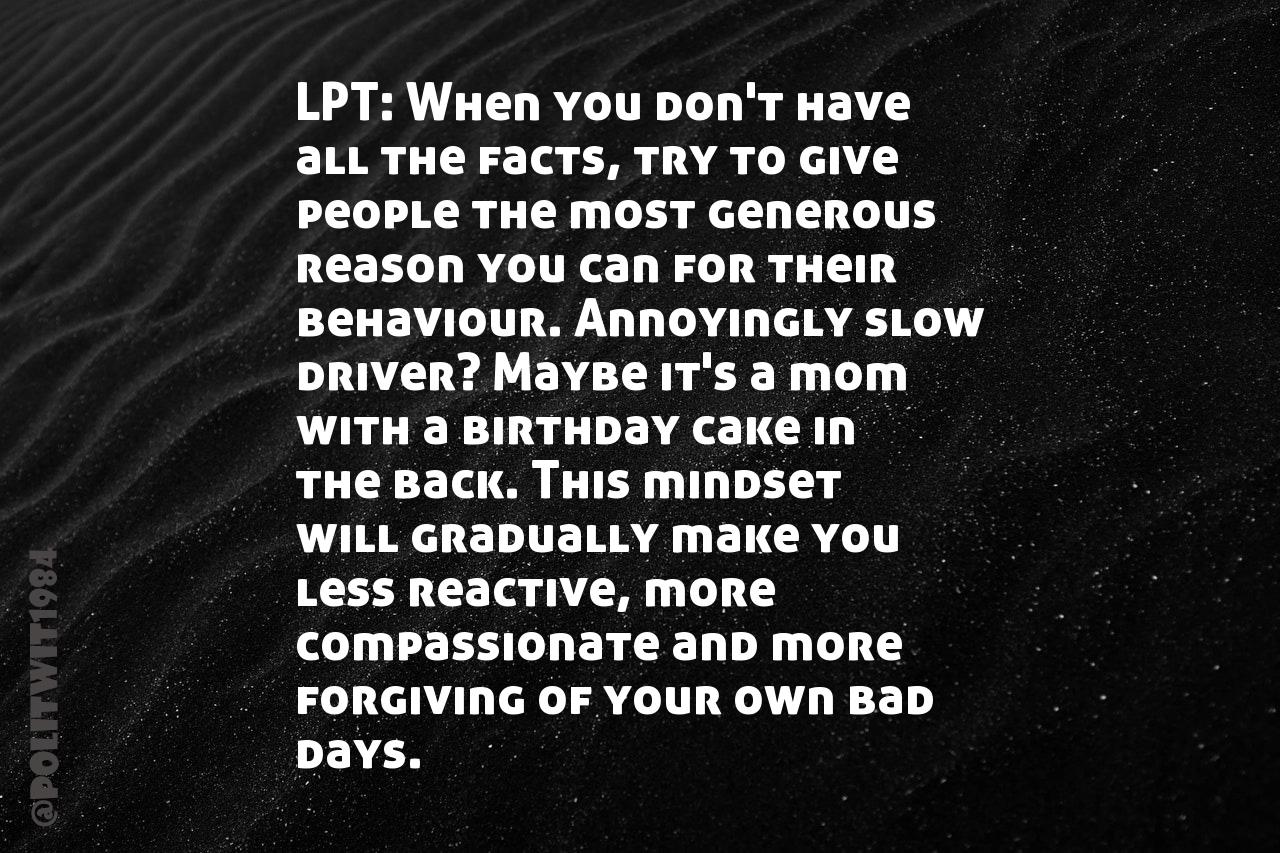 LPT: When you don't have
all the facts, try to give
people the most generous
reason you can for their
behaviour. Annoyingly slow
driver? Maybe it's a mom
with a birthday cake in
the back. This mindset
will gradually make you
less reactive, more
compassionate and more
forgiving of your own bad
days.
@politwit1984